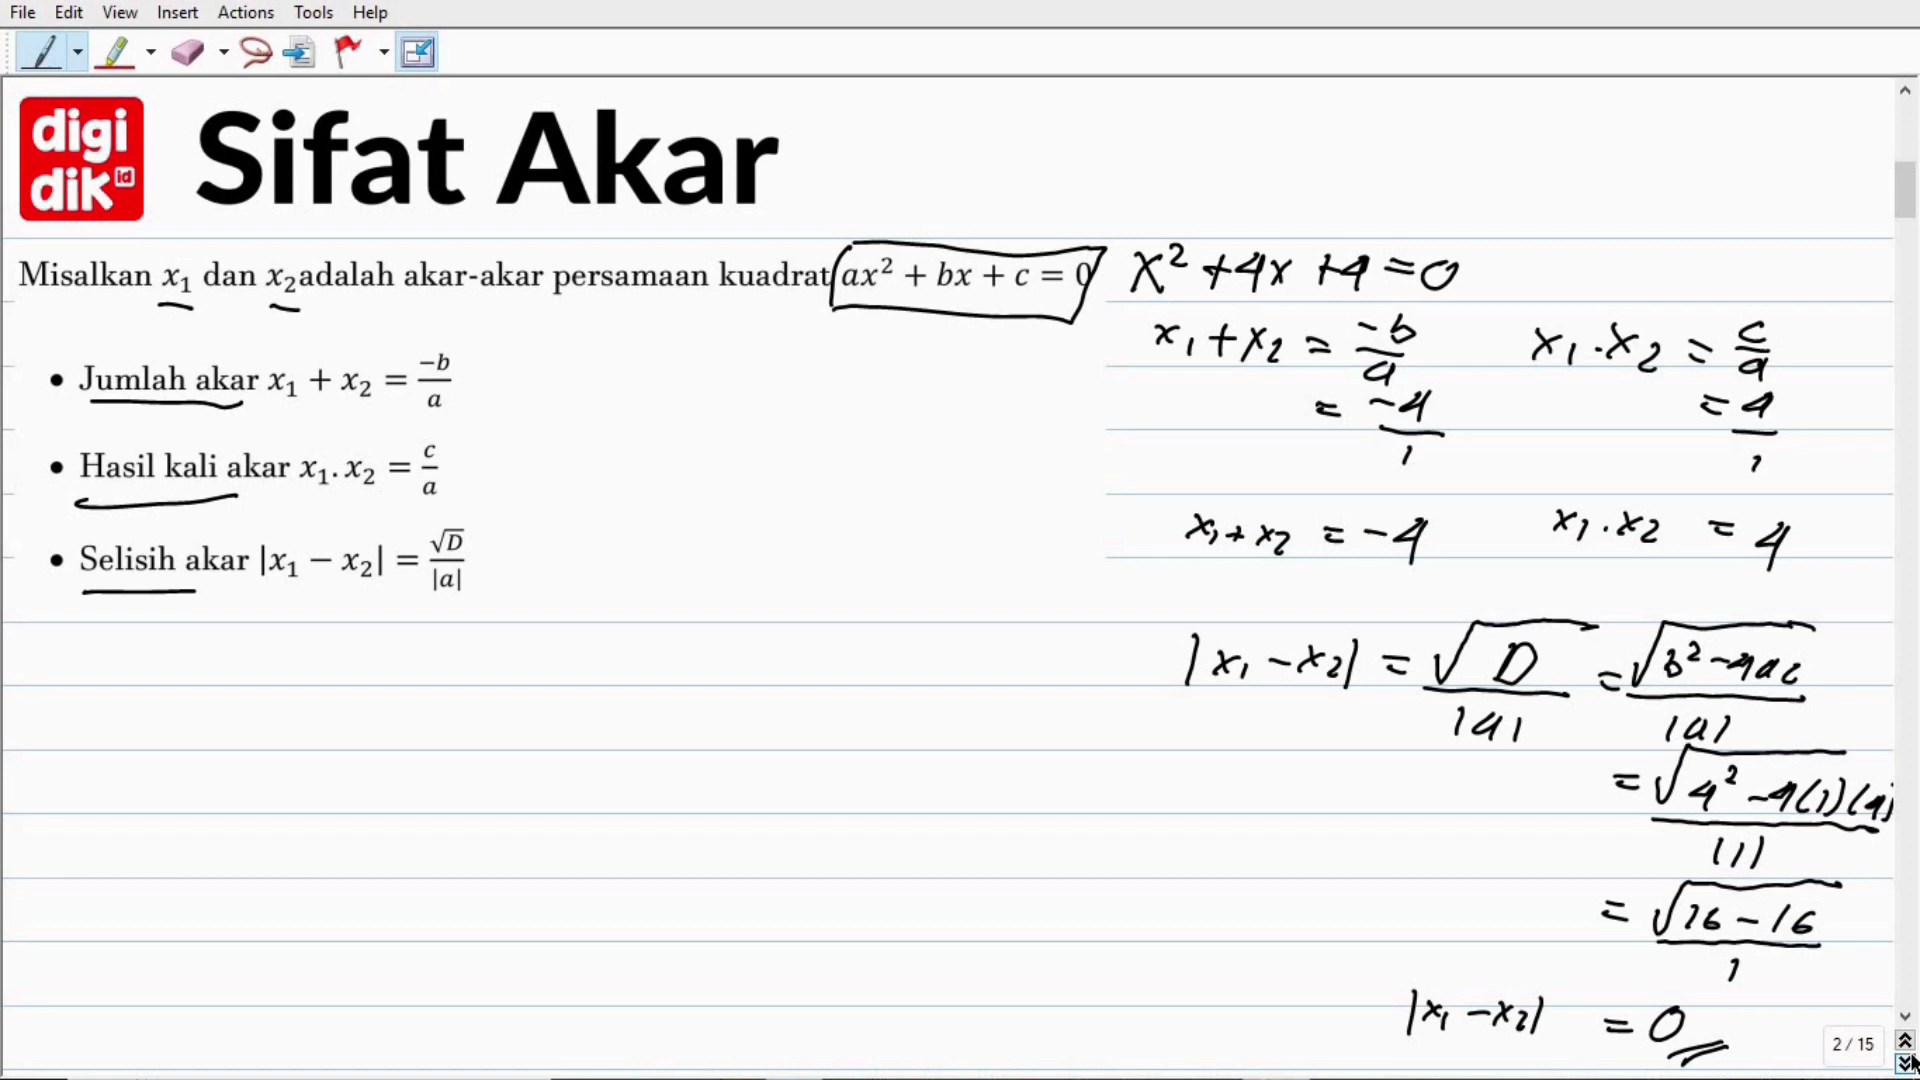 File Edit View Insert Actions Tools Help
digi dik id
Sifat Akar
Misalkan x₁ dan x₂adalah akar-akar persamaan kuadrat ax² + bx + c = 0
• Jumlah akar x₁ + x₂ = -b/a
• Hasil kali akar x₁. x₂ = c/a
• Selisih akar |x₁ − x₂| = √D/|a|
x² + 4x + 4 = 0
x₁ + x₂ = -b/a
= -4/1
x₁ + x₂ = -4
x₁ . x₂ = c/a
= 4/1
x₁ . x₂ = 4
|x₁ - x₂| = √D/|a| = √(b² - 4ac)/|a|
= √(4² - 4(1)(4))/|1|
= √(16 - 16)/1
|x₁ - x₂| = 0
2 / 15